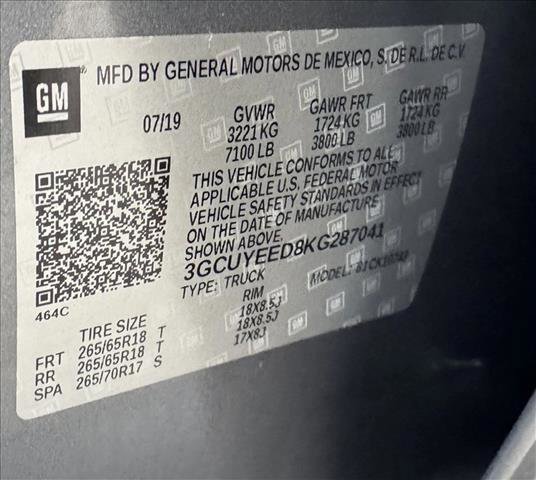 GM
MFD BY GENERAL MOTORS DE MEXICO, S. DE R.L. DE C.V.
07/19 GVWR GAWR FRT GAWR RR
3221 KG 1724 KG 1724 KG
7100 LB 3800 LB 3800 LB
THIS VEHICLE CONFORMS TO ALL
APPLICABLE U.S. FEDERAL MOTOR
VEHICLE SAFETY STANDARDS IN EFFECT
ON THE DATE OF MANUFACTURE
SHOWN ABOVE.
3GCUYEED8KG287041
TYPE: TRUCK MODEL:
464C
TIRE SIZE RIM
FRT 265/65R18 T 18X8.5J
RR 265/65R18 T 18X8.5J
SPA 265/70R17 S 17X8J